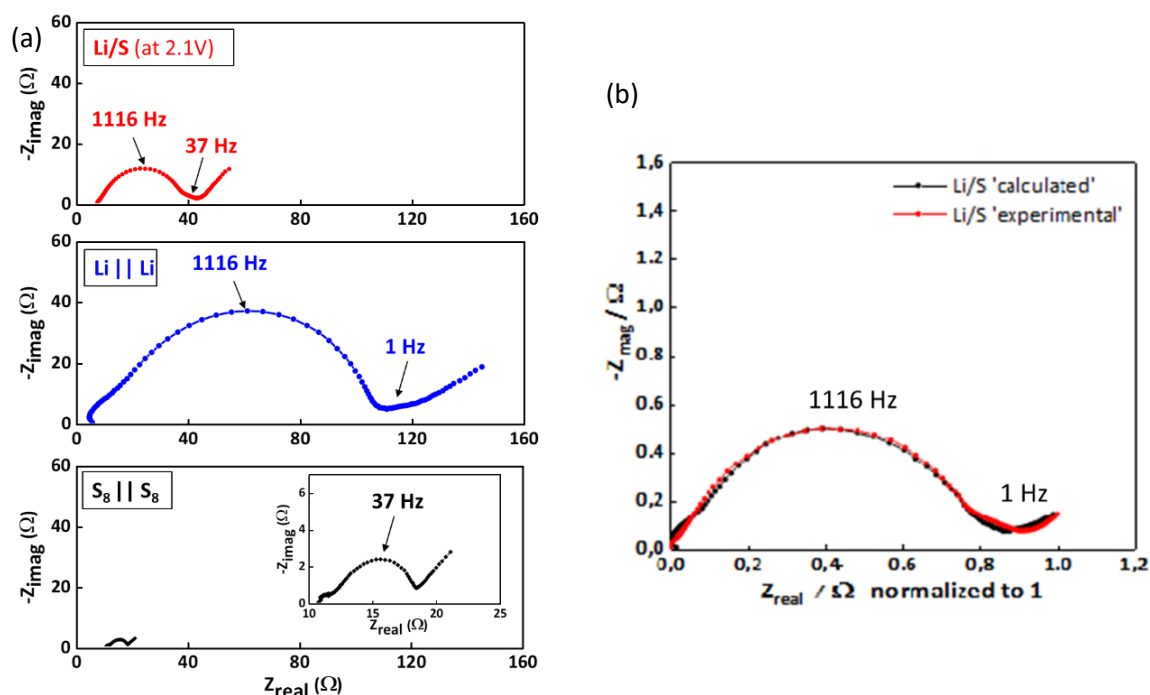 (a)
60
40
20
0
-Zimag (Ω)
Li/S (at 2.1V)
1116 Hz
37 Hz
0 40 80 120 160
60
40
20
0
-Zimag (Ω)
Li || Li
1116 Hz
1 Hz
0 40 80 120 160
60
40
20
0
-Zimag (Ω)
S8 || S8
6
4
2
0
-Zimag (Ω)
37 Hz
10 15 20 25
Zreal (Ω)
0 40 80 120 160
Zreal (Ω)
(b)
1,6
1,4
1,2
1,0
0,8
0,6
0,4
0,2
0,0
-Zmag / Ω
Li/S 'calculated'
Li/S 'experimental'
1116 Hz
1 Hz
0,0 0,2 0,4 0,6 0,8 1.0 1,2
Zreal / Ω normalized to 1